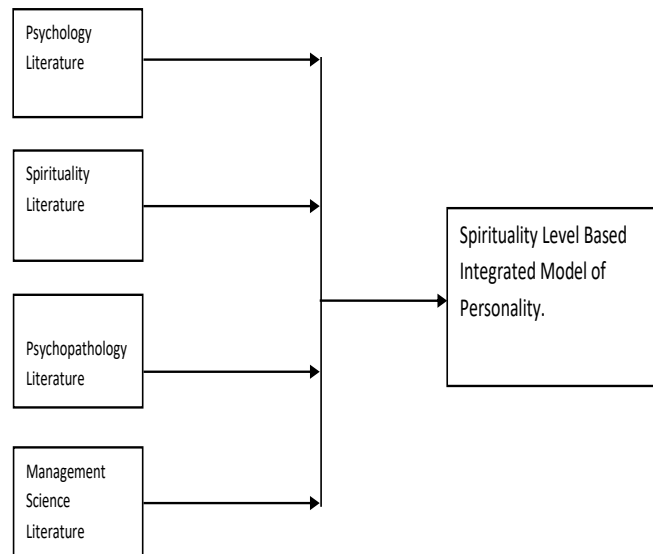 Psychology
Literature
Spirituality
Literature
Spirituality Level Based
Integrated Model of
Personality.
Psychopathology
Literature
Management
Science
Literature